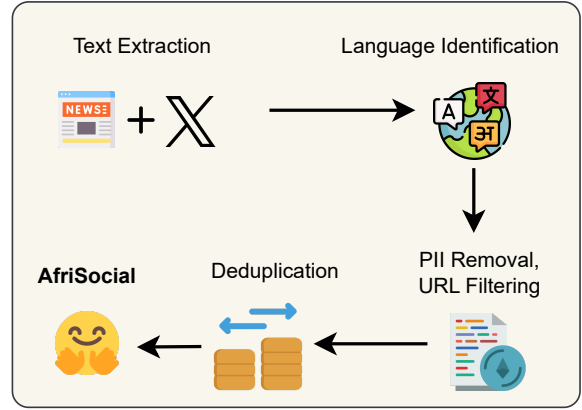 Text Extraction
Language Identification
NEWS
A
文
अ
PII Removal,
URL Filtering
Deduplication
AfriSocial